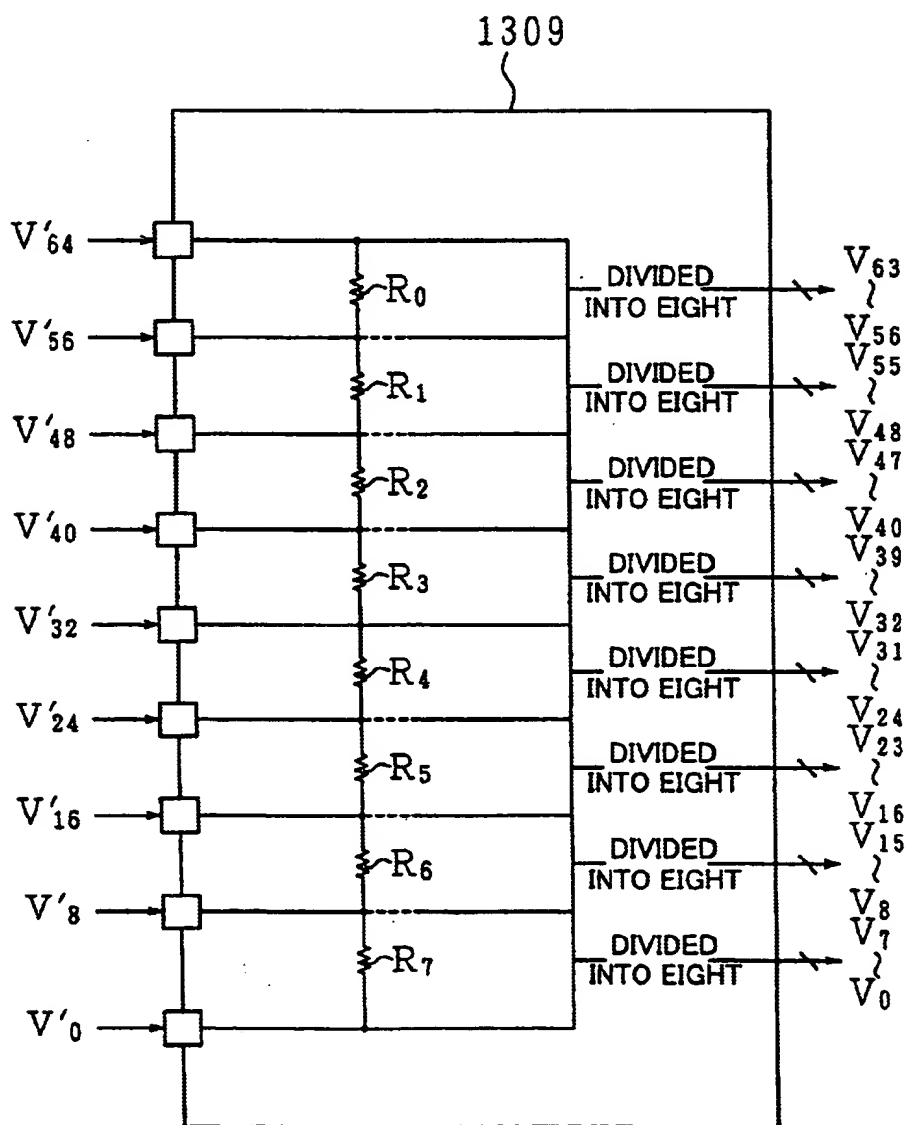 1309
V'64
R0
DIVIDED
INTO EIGHT
V63
~
V56
V'56
R1
DIVIDED
INTO EIGHT
V55
~
V48
V'48
R2
DIVIDED
INTO EIGHT
V47
~
V40
V'40
R3
DIVIDED
INTO EIGHT
V39
~
V32
V'32
R4
DIVIDED
INTO EIGHT
V31
~
V24
V'24
R5
DIVIDED
INTO EIGHT
V23
~
V16
V'16
R6
DIVIDED
INTO EIGHT
V15
~
V8
V'8
R7
DIVIDED
INTO EIGHT
V7
~
V0
V'0